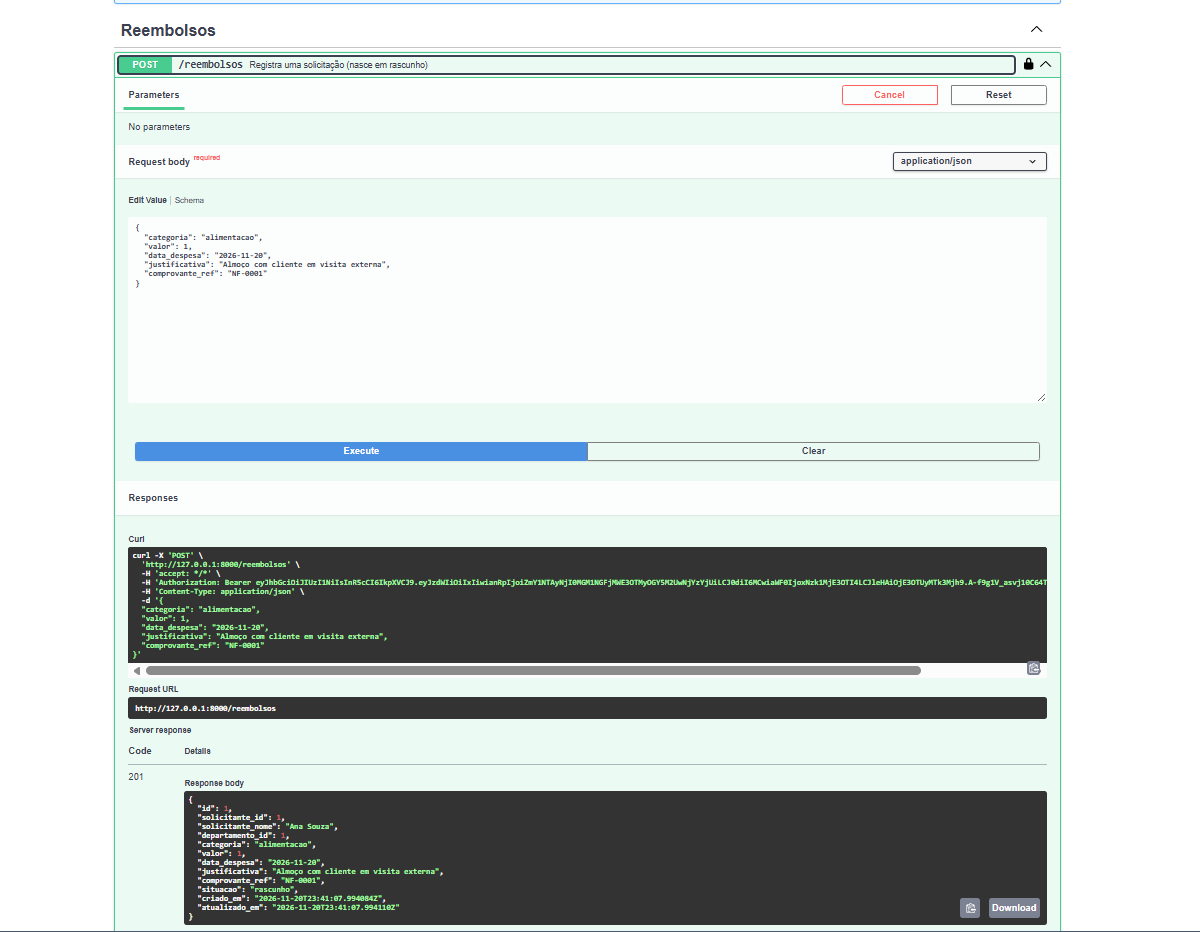 Reembolsos
POST /reembolsos Registra uma solicitação (nasce em rascunho)
Parameters Cancel Reset
No parameters
Request body required application/json
Edit Value | Schema
{
"categoria": "alimentacao",
"valor": 1,
"data_despesa": "2026-11-20",
"justificativa": "Almoço com cliente em visita externa",
"comprovante_ref": "NF-0001"
}
Execute Clear
Responses
Curl
curl -X 'POST' \
'http://127.0.0.1:8000/reembolsos' \
-H 'accept: */*' \
-H 'Authorization: Bearer
-H 'Content-Type: application/json' \
-d '{
"categoria": "alimentacao",
"valor": 1,
"data_despesa": "2026-11-20",
"justificativa": "Almoço com cliente em visita externa",
"comprovante_ref": "NF-0001"
}'
Request URL
http://127.0.0.1:8000/reembolsos
Server response
Code Details
201
Response body
{
"id": 1,
"solicitante_id": 1,
"solicitante_nome": "Ana Souza",
"departamento_id": 1,
"categoria": "alimentacao",
"valor": 1,
"data_despesa": "2026-11-20",
"justificativa": "Almoço com cliente em visita externa",
"comprovante_ref": "NF-0001",
"situacao": "rascunho",
"criado_em": "2026-11-20T23:41:07.994084Z",
"atualizado_em": "2026-11-20T23:41:07.994110Z"
}
Download